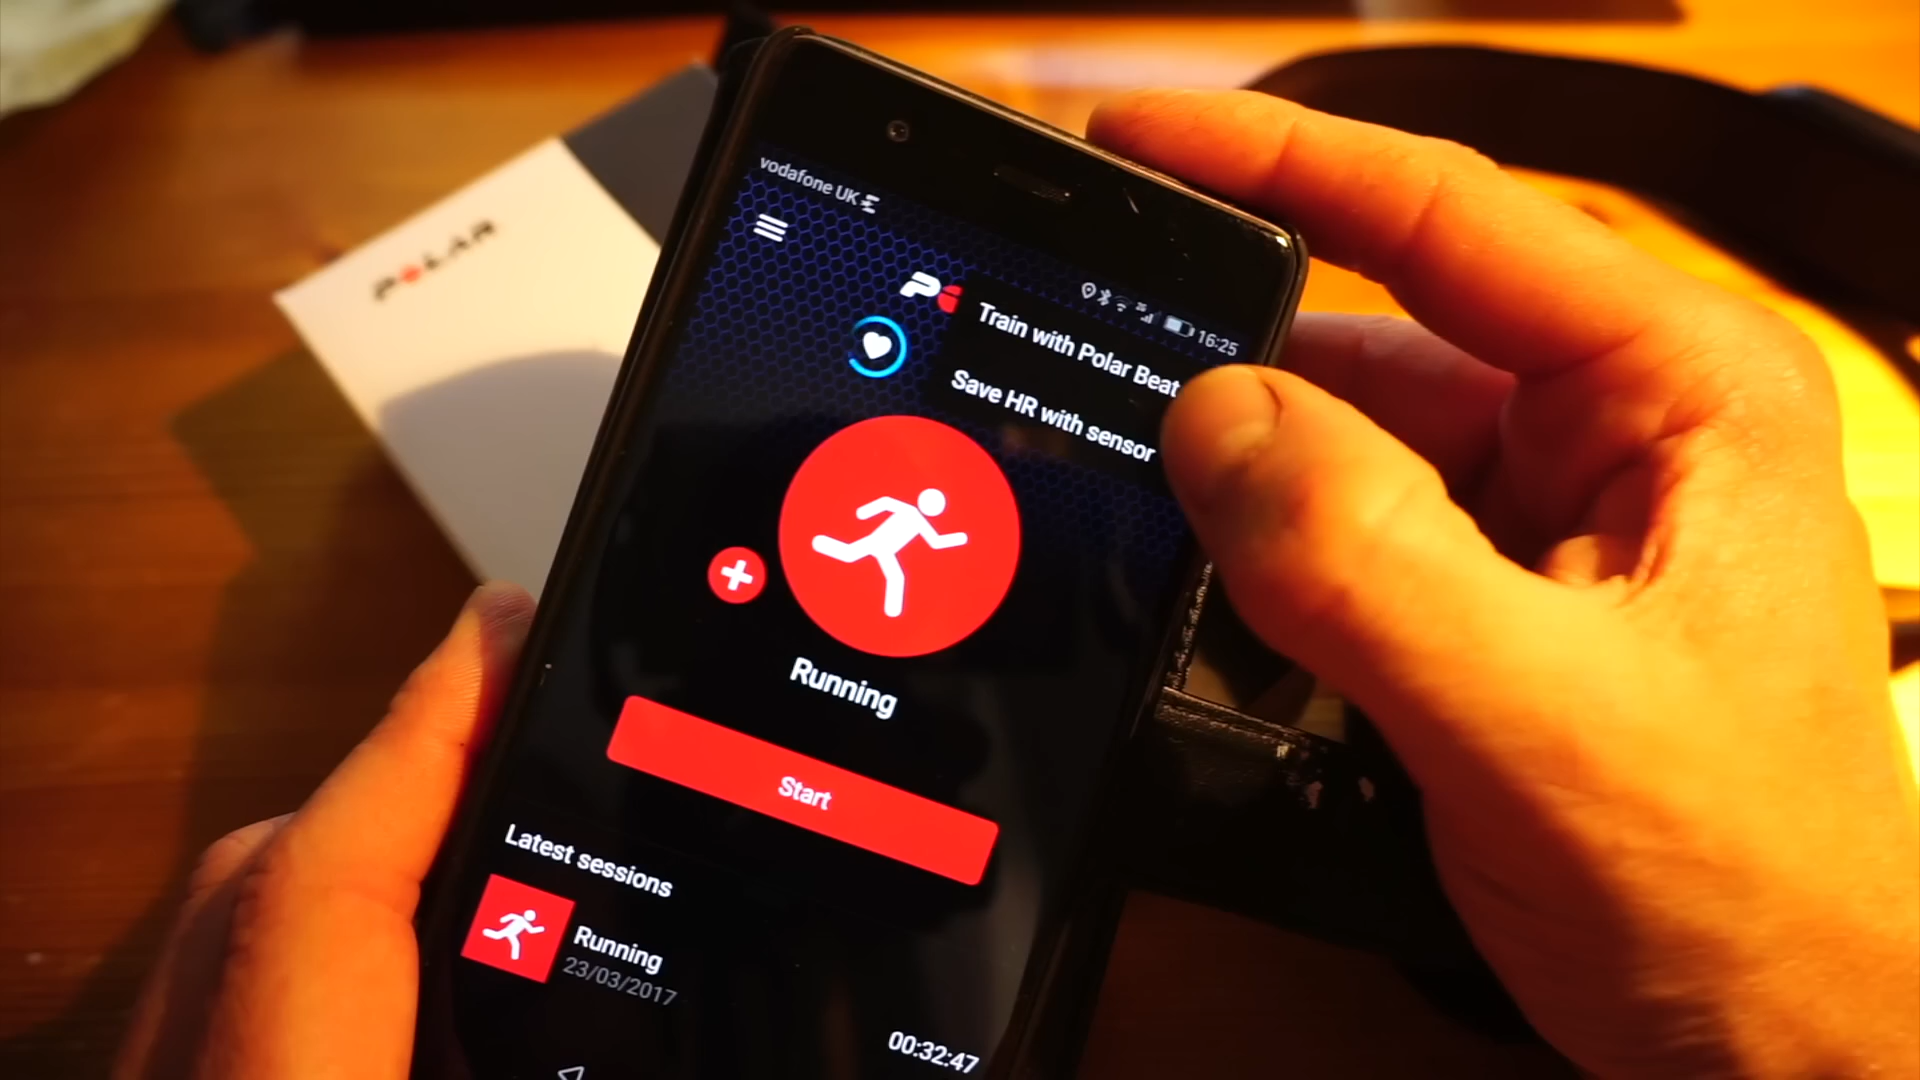 POLAR
vodafone UK
16:25
Train with Polar Beat
Save HR with sensor
Running
Start
Latest sessions
Running
23/03/2017
00:32:47